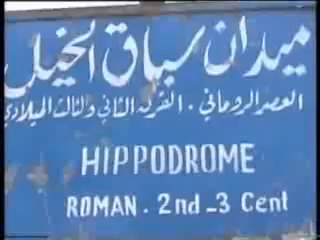 ميدان سباق الخيل
العصر الروماني . القرن الثاني والثالث الميلادي
HIPPODROME
ROMAN . 2nd -3 Cent